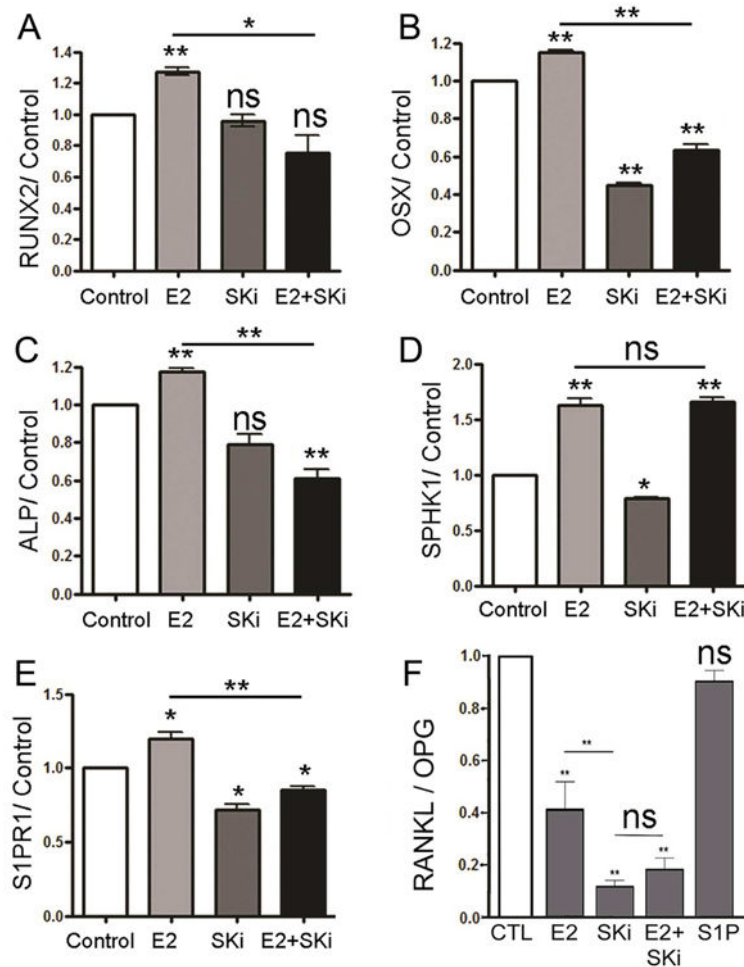 A
RUNX2/ Control
1.4
1.2
1.0
0.8
0.6
0.4
0.2
0.0
**
*
ns
ns
Control E2 SKi E2+SKi
B
OSX/ Control
1.2
1.0
0.8
0.6
0.4
0.2
0.0
**
**
**
**
Control E2 SKi E2+SKi
C
ALP/ Control
1.2
1.0
0.8
0.6
0.4
0.2
0.0
**
**
ns
**
Control E2 SKi E2+SKi
D
SPHK1/ Control
2.0
1.5
1.0
0.5
0.0
**
ns
*
**
Control E2 SKi E2+SKi
E
S1PR1/ Control
1.5
1.0
0.5
0.0
*
**
*
*
Control E2 SKi E2+SKi
F
RANKL / OPG
1.0
0.8
0.6
0.4
0.2
0.0
**
**
**
ns
**
ns
CTL E2 SKi E2+ S1P
SKi